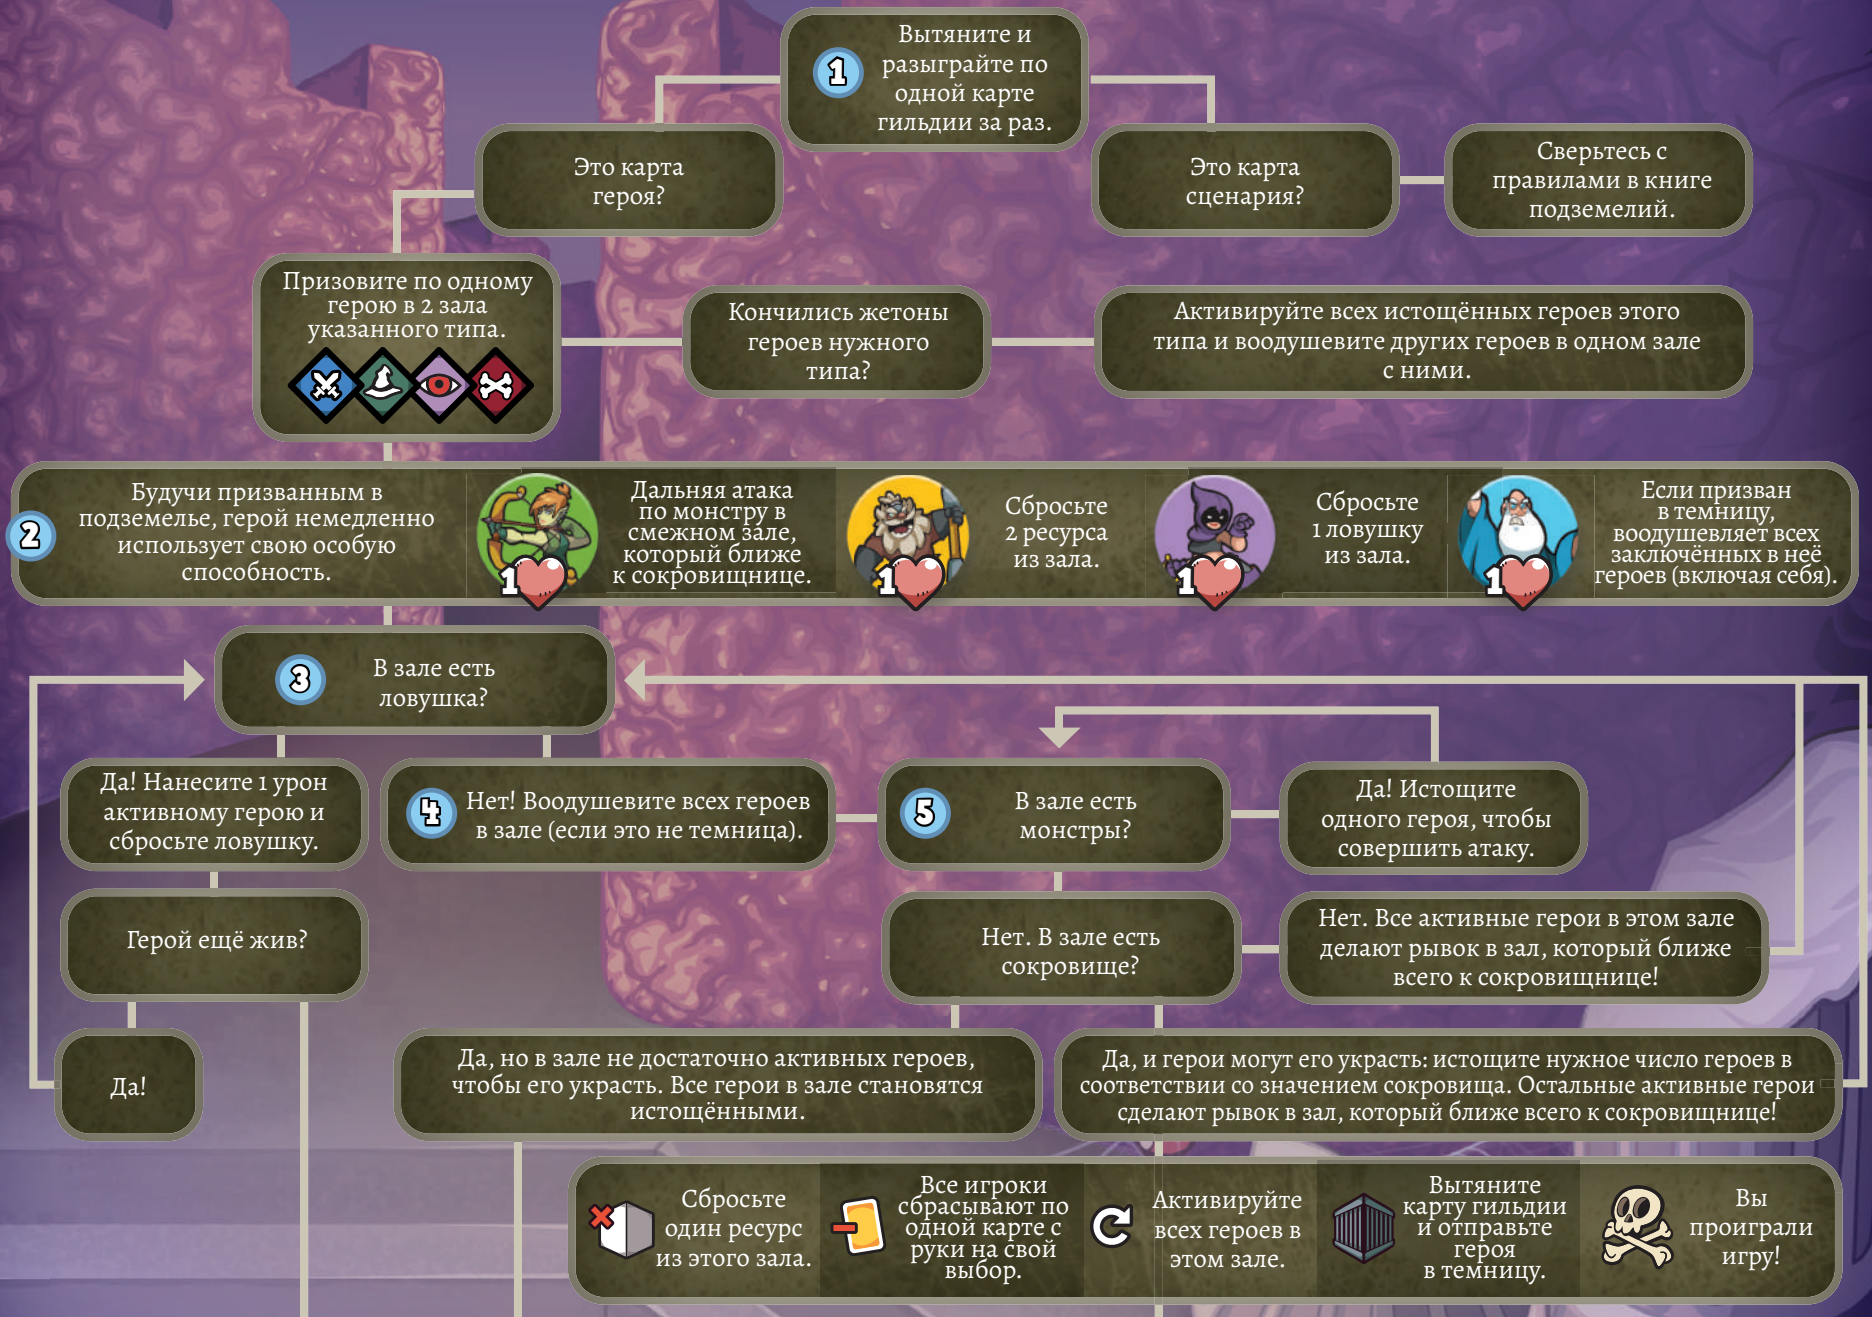 1
Вытяните и
разыграйте по
одной карте
гильдии за раз.
Это карта
героя?
Это карта
сценария?
Сверьтесь с
правилами в книге
подземелий.
Призовите по одному
герою в 2 зала
указанного типа.
Кончились жетоны
героев нужного
типа?
Активируйте всех истощённых героев этого
типа и воодушевите других героев в одном зале
с ними.
2
Будучи призванным в
подземелье, герой немедленно
использует свою особую
способность.
1
Дальняя атака
по монстру в
смежном зале,
который ближе
к сокровищнице.
1
Сбросьте
2 ресурса
из зала.
1
Сбросьте
1 ловушку
из зала.
1
Если призван
в темницу,
воодушевляет всех
заключённых в неё
героев (включая себя).
3
В зале есть
ловушка?
Да! Нанесите 1 урон
активному герою и
сбросьте ловушку.
4
Нет! Воодушевите всех героев
в зале (если это не темница).
5
В зале есть
монстры?
Да! Истощите
одного героя, чтобы
совершить атаку.
Герой ещё жив?
Нет. В зале есть
сокровище?
Нет. Все активные герои в этом зале
делают рывок в зал, который ближе
всего к сокровищнице!
Да!
Да, но в зале не достаточно активных героев,
чтобы его украсть. Все герои в зале становятся
истощёнными.
Да, и герои могут его украсть: истощите нужное число героев в
соответствии со значением сокровища. Остальные активные герои
сделают рывок в зал, который ближе всего к сокровищнице!
Сбросьте
один ресурс
из этого зала.
Все игроки
сбрасывают по
одной карте с
руки на свой
выбор.
Активируйте
всех героев в
этом зале.
Вытяните
карту гильдии
и отправьте
героя
в темницу.
Вы
проиграли
игру!